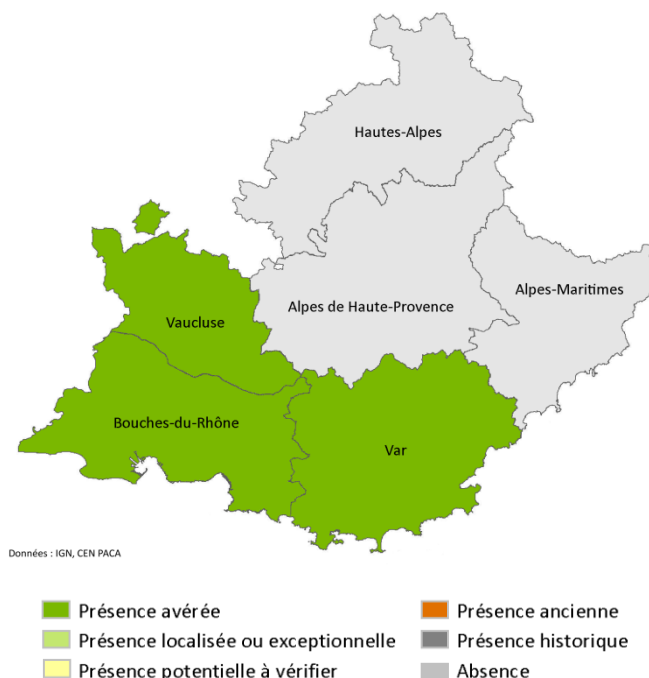 Hautes-Alpes
Alpes-Maritimes
Alpes de Haute-Provence
Vaucluse
Bouches-du-Rhône
Var
Données : IGN, CEN PACA
Présence avérée
Présence ancienne
Présence localisée ou exceptionnelle
Présence historique
Présence potentielle à vérifier
Absence